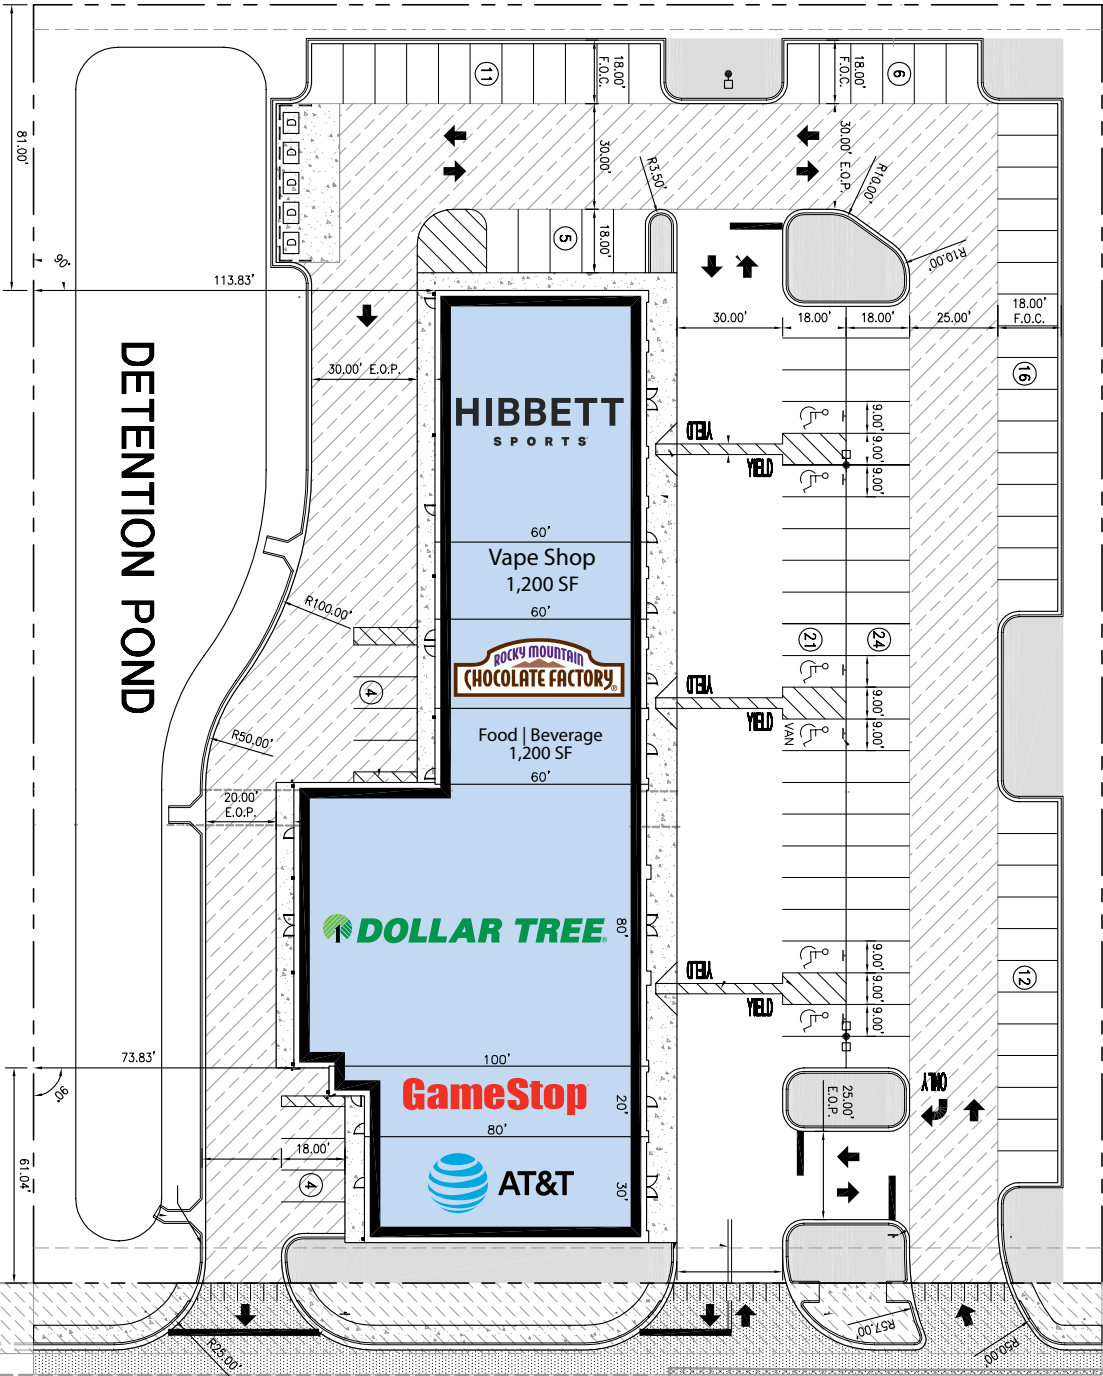 11
18.00'
F.O.C.
18.00'
F.O.C.
6
81.00'
D
D
D
D
D
30.00'
30.00' E.O.P.
R3.50'
R10.00'
R10.00'
5
18.00'
90°
113.83'
30.00'
18.00'
18.00'
25.00'
18.00'
F.O.C.
30.00' E.O.P.
16
DETENTION POND
HIBBETT
SPORTS
YIELD
YIELD
9.00'
9.00'
9.00'
60'
Vape Shop
1,200 SF
60'
R100.00'
ROCKY MOUNTAIN
CHOCOLATE FACTORY®
4
21
24
YIELD
YIELD
VAN
9.00'
9.00'
R50.00'
Food | Beverage
1,200 SF
60'
20.00'
E.O.P.
DOLLAR TREE
80'
YIELD
YIELD
9.00'
9.00'
9.00'
12
73.83'
90°
100'
GameStop
20'
80'
25.00'
E.O.P.
ONLY
18.00'
4
AT&T
30'
61.04'
R25.00'
R57.00'
R50.00'